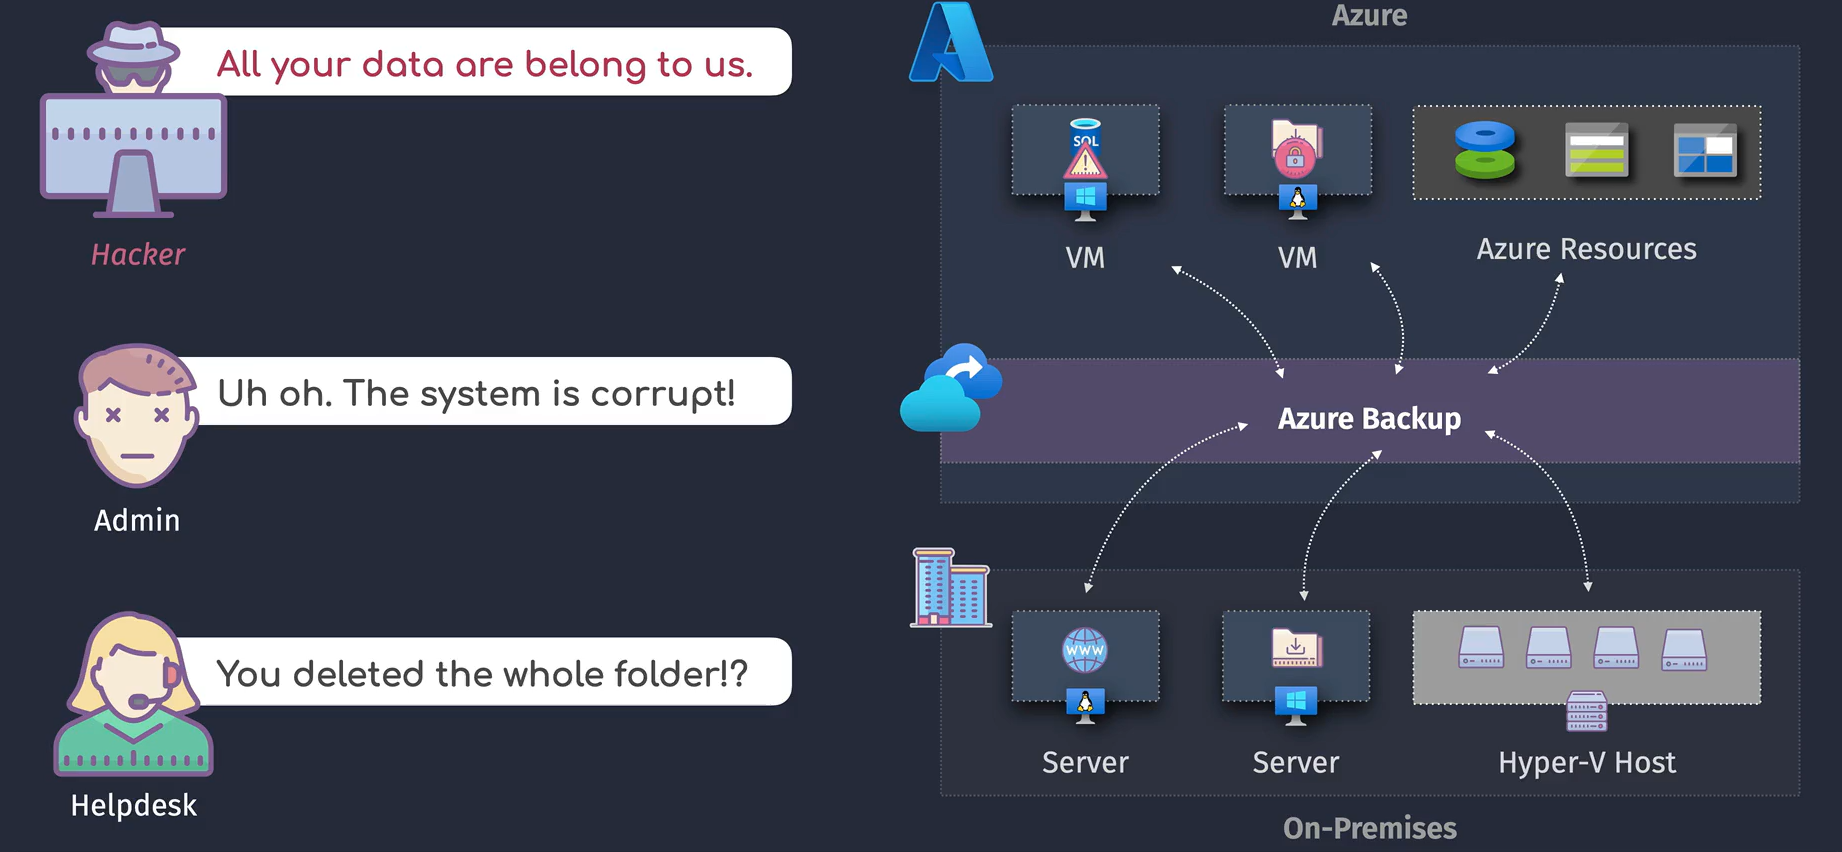 All your data are belong to us.
Hacker
Uh oh. The system is corrupt!
Admin
You deleted the whole folder!?
Helpdesk
Azure
SQL
VM
VM
Azure Resources
Azure Backup
WWW
Server
Server
Hyper-V Host
On-Premises